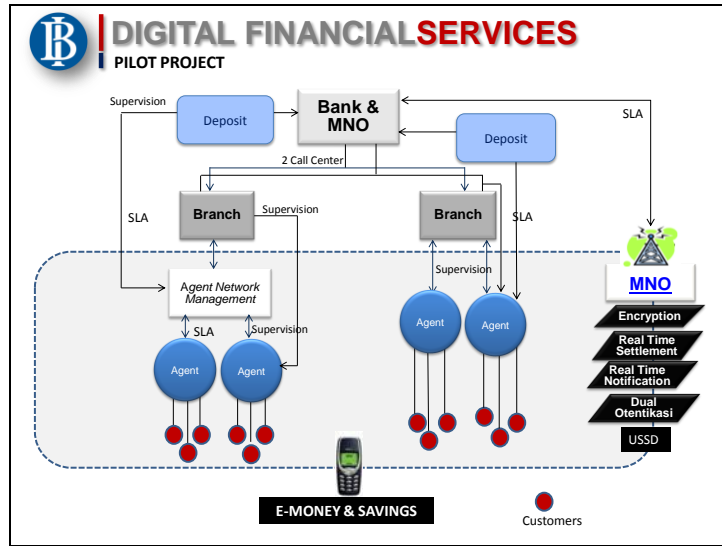 DIGITAL FINANCIALSERVICES
PILOT PROJECT
Supervision
Deposit
Bank &
MNO
Deposit
SLA
2 Call Center
Branch
Supervision
Branch
SLA
SLA
Supervision
Agent Network
Management
MNO
SLA
Supervision
Agent
Agent
Agent
Agent
Encryption
Real Time
Settlement
Real Time
Notification
Dual
Otentikasi
USSD
E-MONEY & SAVINGS
Customers